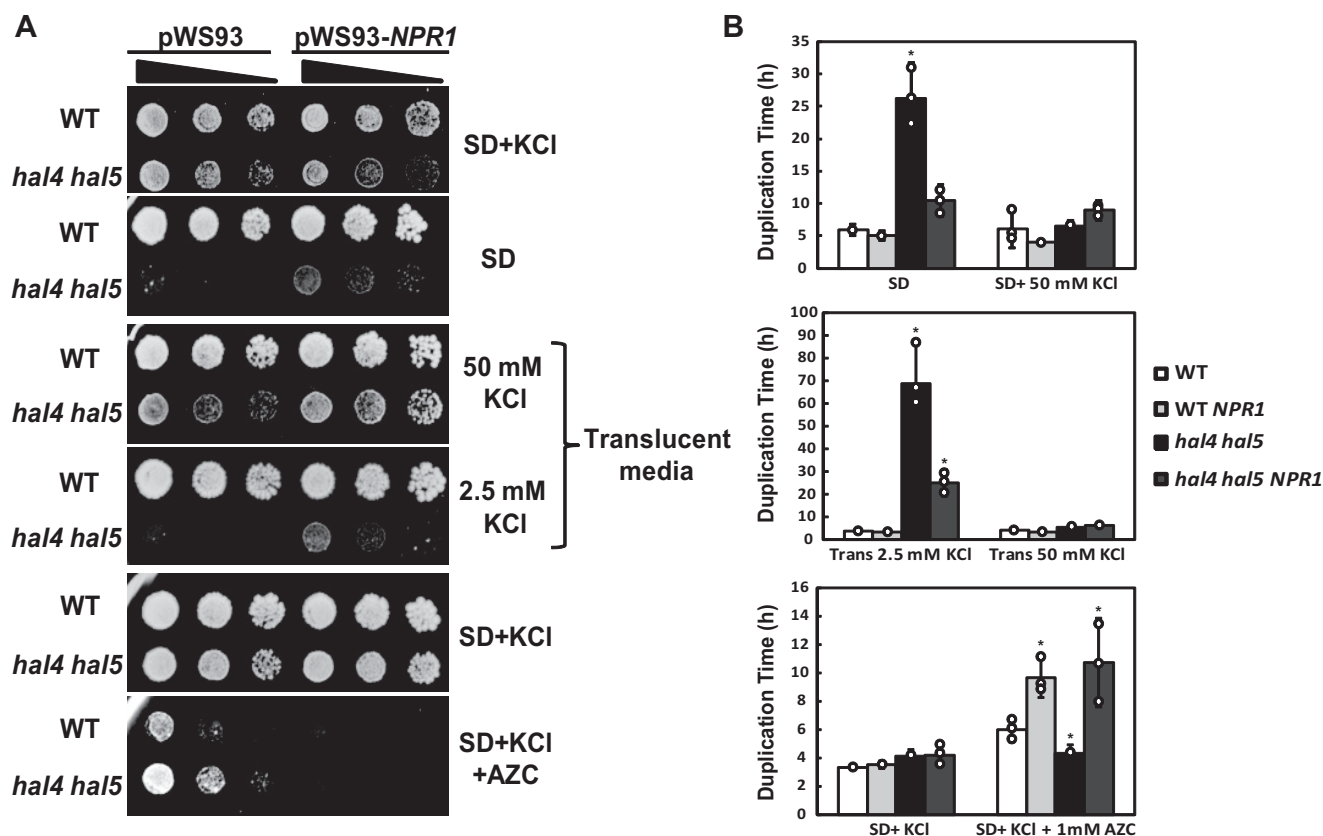 A
pWS93
pWS93-NPR1
WT
hal4 hal5
SD+KCl
WT
hal4 hal5
SD
WT
hal4 hal5
50 mM
KCl
WT
hal4 hal5
2.5 mM
KCl
Translucent
media
WT
hal4 hal5
SD+KCl
WT
hal4 hal5
SD+KCl
+AZC
B
Duplication Time (h)
35
30
25
20
15
10
5
0
*
SD
SD+ 50 mM KCl
Duplication Time (h)
100
90
80
70
60
50
40
30
20
10
0
*
*
Trans 2.5 mM KCl
Trans 50 mM KCl
WT
WT NPR1
hal4 hal5
hal4 hal5 NPR1
Duplication Time (h)
16
14
12
10
8
6
4
2
0
*
*
*
SD+ KCl
SD+ KCl + 1mM AZC